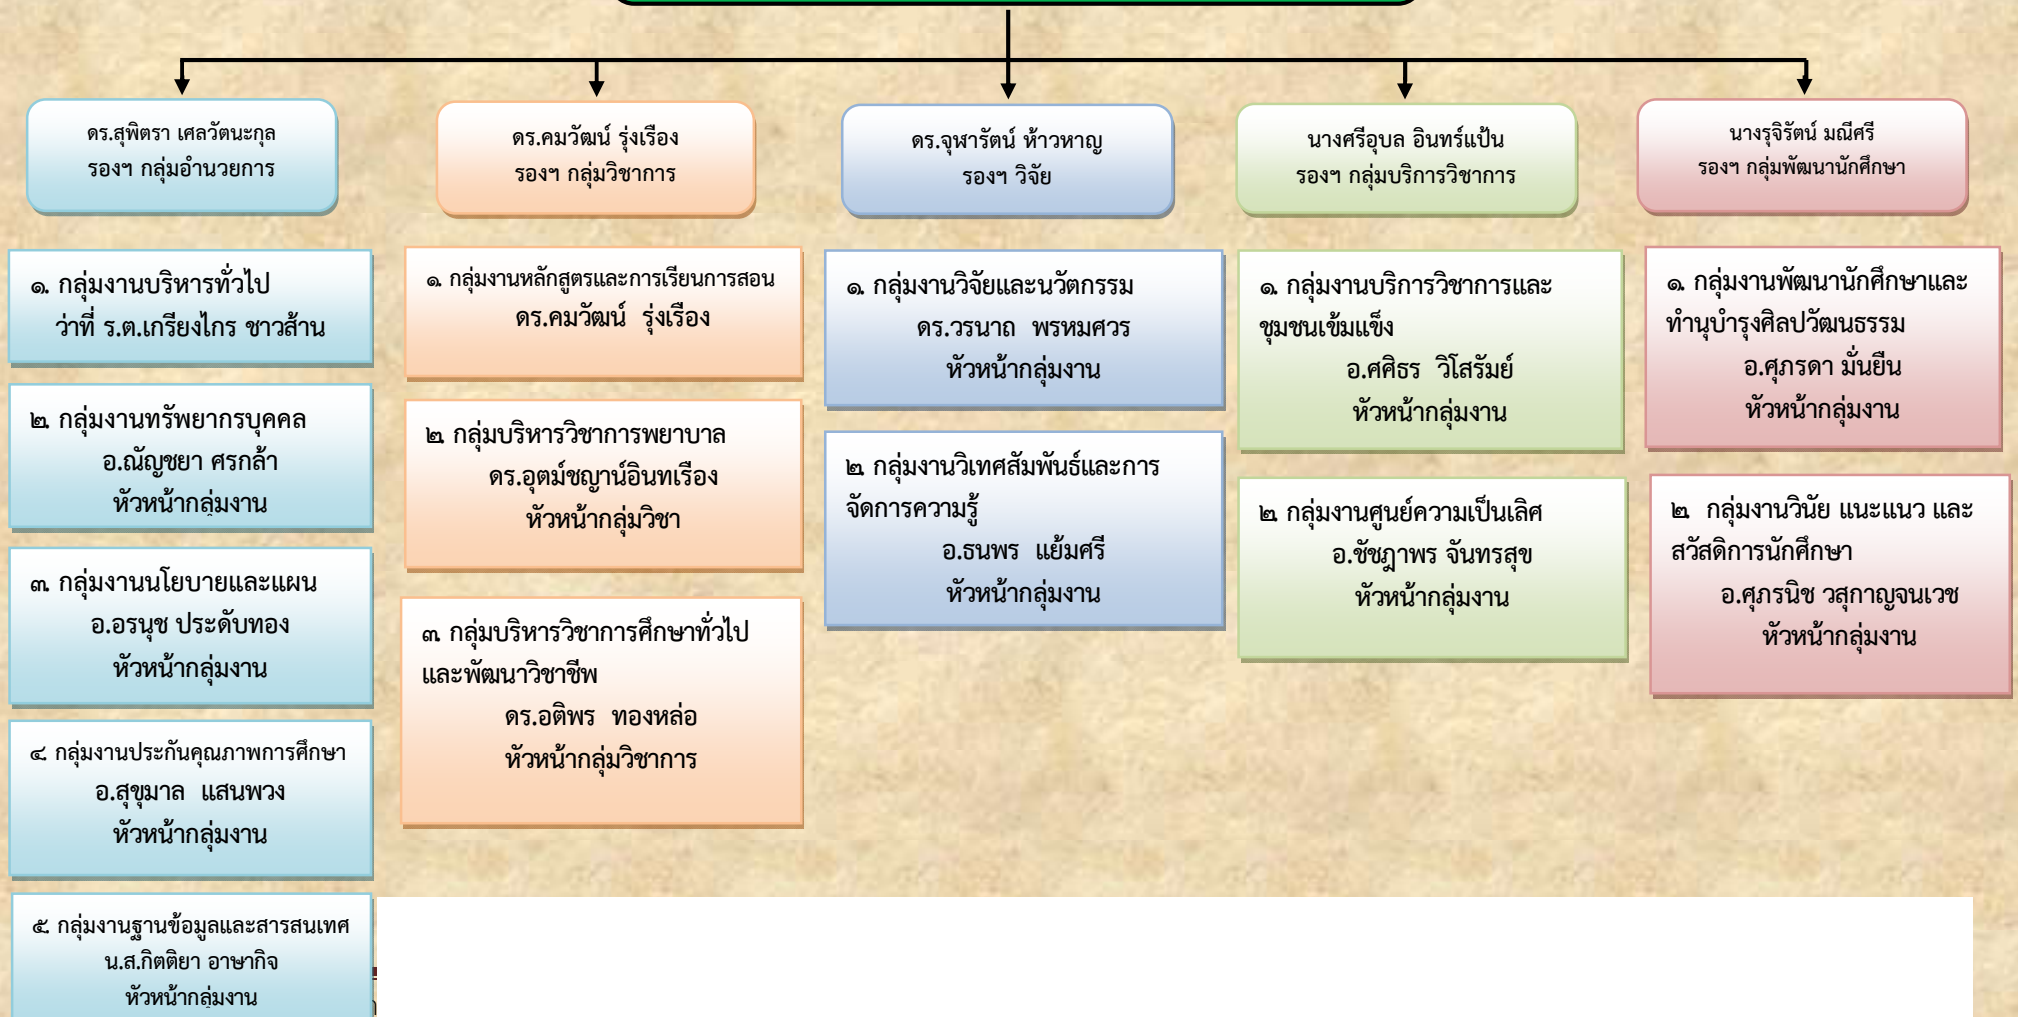 ดร.สุพิตรา เศลวัตนะกุล
รองฯ กลุ่มอำนวยการ
ดร.คมวัฒน์ รุ่งเรือง
รองฯ กลุ่มวิชาการ
ดร.จุฬารัตน์ ห้าวหาญ
รองฯ วิจัย
นางศรีอุบล อินทร์แป้น
รองฯ กลุ่มบริการวิชาการ
นางรุจิรัตน์ มณีศรี
รองฯ กลุ่มพัฒนานักศึกษา
๑. กลุ่มงานบริหารทั่วไป
ว่าที่ ร.ต.เกรียงไกร ชาวส้าน
๒. กลุ่มงานทรัพยากรบุคคล
อ.ณัญชยา ศรกล้า
หัวหน้ากลุ่มงาน
๓. กลุ่มงานนโยบายและแผน
อ.อรนุช ประดับทอง
หัวหน้ากลุ่มงาน
๔. กลุ่มงานประกันคุณภาพการศึกษา
อ.สุขุมาล แสนพวง
หัวหน้ากลุ่มงาน
๕. กลุ่มงานฐานข้อมูลและสารสนเทศ
น.ส.กิตติยา อาษากิจ
หัวหน้ากลุ่มงาน
๑. กลุ่มงานหลักสูตรและการเรียนการสอน
ดร.คมวัฒน์ รุ่งเรือง
๒. กลุ่มบริหารวิชาการพยาบาล
ดร.อุตม์ชญาน์อินทเรือง
หัวหน้ากลุ่มวิชา
๓. กลุ่มบริหารวิชาการศึกษาทั่วไป
และพัฒนาวิชาชีพ
ดร.อติพร ทองหล่อ
หัวหน้ากลุ่มวิชาการ
๑. กลุ่มงานวิจัยและนวัตกรรม
ดร.วรนาถ พรหมศวร
หัวหน้ากลุ่มงาน
๒. กลุ่มงานวิเทศสัมพันธ์และการ
จัดการความรู้
อ.ธนพร แย้มศรี
หัวหน้ากลุ่มงาน
๑. กลุ่มงานบริการวิชาการและ
ชุมชนเข้มแข็ง
อ.ศศิธร วิโสรัมย์
หัวหน้ากลุ่มงาน
๒. กลุ่มงานศูนย์ความเป็นเลิศ
อ.ชัชฎาพร จันทรสุข
หัวหน้ากลุ่มงาน
๑. กลุ่มงานพัฒนานักศึกษาและ
ทำนุบำรุงศิลปวัฒนธรรม
อ.ศุภรดา มั่นยืน
หัวหน้ากลุ่มงาน
๒. กลุ่มงานวินัย แนะแนว และ
สวัสดิการนักศึกษา
อ.ศุภรนิช วสุกาญจนเวช
หัวหน้ากลุ่มงาน